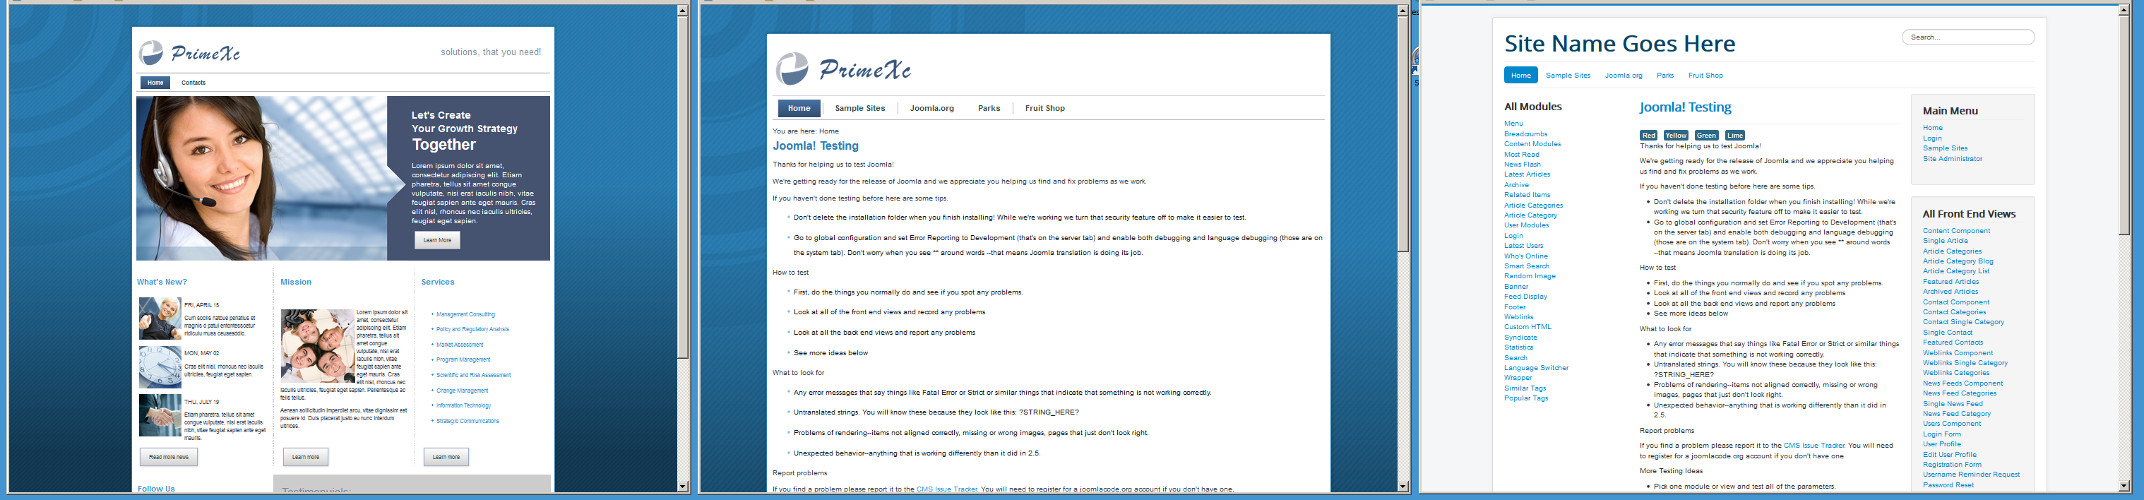 PrimeXc
solutions, that you need!
Home
Contacts
Let's Create
Your Growth Strategy
Together
Lorem ipsum dolor sit amet,
consectetur adipiscing elit. Etiam
pharetra, tellus sit amet congue
vulputate, nisi erat iaculis nibh, vitae
feugiat sapien ante eget mauris. Cras
elit nisl, rhoncus nec iaculis ultricies,
feugiat eget sapien.
Learn More
What's New?
FRI, APRIL 15
Cum sociis natoque penatibus et
magnis
ridiculu muss ceuseaddio.
MON, MAY 02
Cras elit nisl, rhoncus nec iaculis
ultricies, feugiat eget sapien.
THU, JULY 19
Etiam pharetra, tellus sit amet
congue vulputate, nisi erat iaculis
nibh, vitae feugiat sapien ante eget
mauris.
Read more news
Follow Us
Mission
Lorem ipsum dolor sit
amet, consectetur
adipiscing elit. Etiam
pharetra, tellus sit
amet congue
vulputate, nisi erat
iaculis nibh, vitae
feugiat sapien ante
eget mauris. Cras
elit nisl, rhoncus nec
iaculis ultricies, feugiat eget sapien. Pellentesque ac
felis tellus.
Aenean sollicitudin imperdiet arcu, vitae dignissim est
posuere id. Duis placerat justo eu nunc interdum
ultrices.
Learn more
Services
Management Consulting
Policy and Regulatory Analysis
Market Assessment
Program Management
Scientific and Risk Assessment
Change Management
Information Technology
Strategic Communications
Learn more
Testimonials:
PrimeXc
Home
Sample Sites
Joomla.org
Parks
Fruit Shop
You are here: Home
Joomla! Testing
Thanks for helping us to test Joomla!
We're getting ready for the release of Joomla and we appreciate you helping us find and fix problems as we work.
If you haven't done testing before here are some tips.
Don't delete the installation folder when you finish installing! While we're working we turn that security feature off to make it easier to test.
Go to global configuration and set Error Reporting to Development (that's on the server tab) and enable both debugging and language debugging (those are on
the system tab). Don't worry when you see ** around words --that means Joomla translation is doing its job.
How to test
First, do the things you normally do and see if you spot any problems.
Look at all of the front end views and record any problems
Look at all the back end views and report any problems
See more ideas below
What to look for
Any error messages that say things like Fatal Error or Strict or similar things that indicate that something is not working correctly.
Untranslated strings. You will know these because they look like this: ?STRING_HERE?
Problems of rendering--items not aligned correctly, missing or wrong images, pages that just don't look right.
Unexpected behavior--anything that is working differently than it did in 2.5.
Report problems
If you find a problem please report it to the CMS Issue Tracker. You will need to register for a joomlacode.org account if you don't have one.
Site Name Goes Here
Search...
Home
Sample Sites
Joomla.org
Parks
Fruit Shop
All Modules
Menu
Breadcrumbs
Content Modules
Most Read
News Flash
Latest Articles
Archive
Related Items
Article Categories
Article Category
User Modules
Login
Latest Users
Who's Online
Smart Search
Random Image
Banner
Feed Display
Footer
Weblinks
Custom HTML
Syndicate
Statistics
Search
Language Switcher
Wrapper
Similar Tags
Popular Tags
Joomla! Testing
Red Yellow Green Lime
Thanks for helping us to test Joomla!
We're getting ready for the release of Joomla and we appreciate you helping
us find and fix problems as we work.
If you haven't done testing before here are some tips.
Don't delete the installation folder when you finish installing! While we're
working we turn that security feature off to make it easier to test.
Go to global configuration and set Error Reporting to Development (that's
on the server tab) and enable both debugging and language debugging
(those are on the system tab). Don't worry when you see ** around words
--that means Joomla translation is doing its job.
How to test
First, do the things you normally do and see if you spot any problems.
Look at all of the front end views and record any problems
Look at all the back end views and report any problems
See more ideas below
What to look for
Any error messages that say things like Fatal Error or Strict or similar things
that indicate that something is not working correctly.
Untranslated strings. You will know these because they look like this:
?STRING_HERE?
Problems of rendering--items not aligned correctly, missing or wrong
images, pages that just don't look right.
Unexpected behavior--anything that is working differently than it did in
2.5.
Report problems
If you find a problem please report it to the CMS Issue Tracker. You will need
to register for a joomlacode.org account if you don't have one.
More Testing Ideas
Pick one module or view and test all of the parameters.
Main Menu
Home
Login
Sample Sites
Site Administrator
All Front End Views
Content Component
Single Article
Article Categories
Article Category Blog
Article Category List
Featured Articles
Archived Articles
Contact Component
Contact Categories
Contact Single Category
Single Contact
Featured Contacts
Weblinks Component
Weblinks Single Category
Weblinks Categories
News Feeds Component
News Feed Categories
Single News Feed
News Feed Category
Users Component
Login Form
User Profile
Edit User Profile
Registration Form
Username Reminder Request
Password Reset